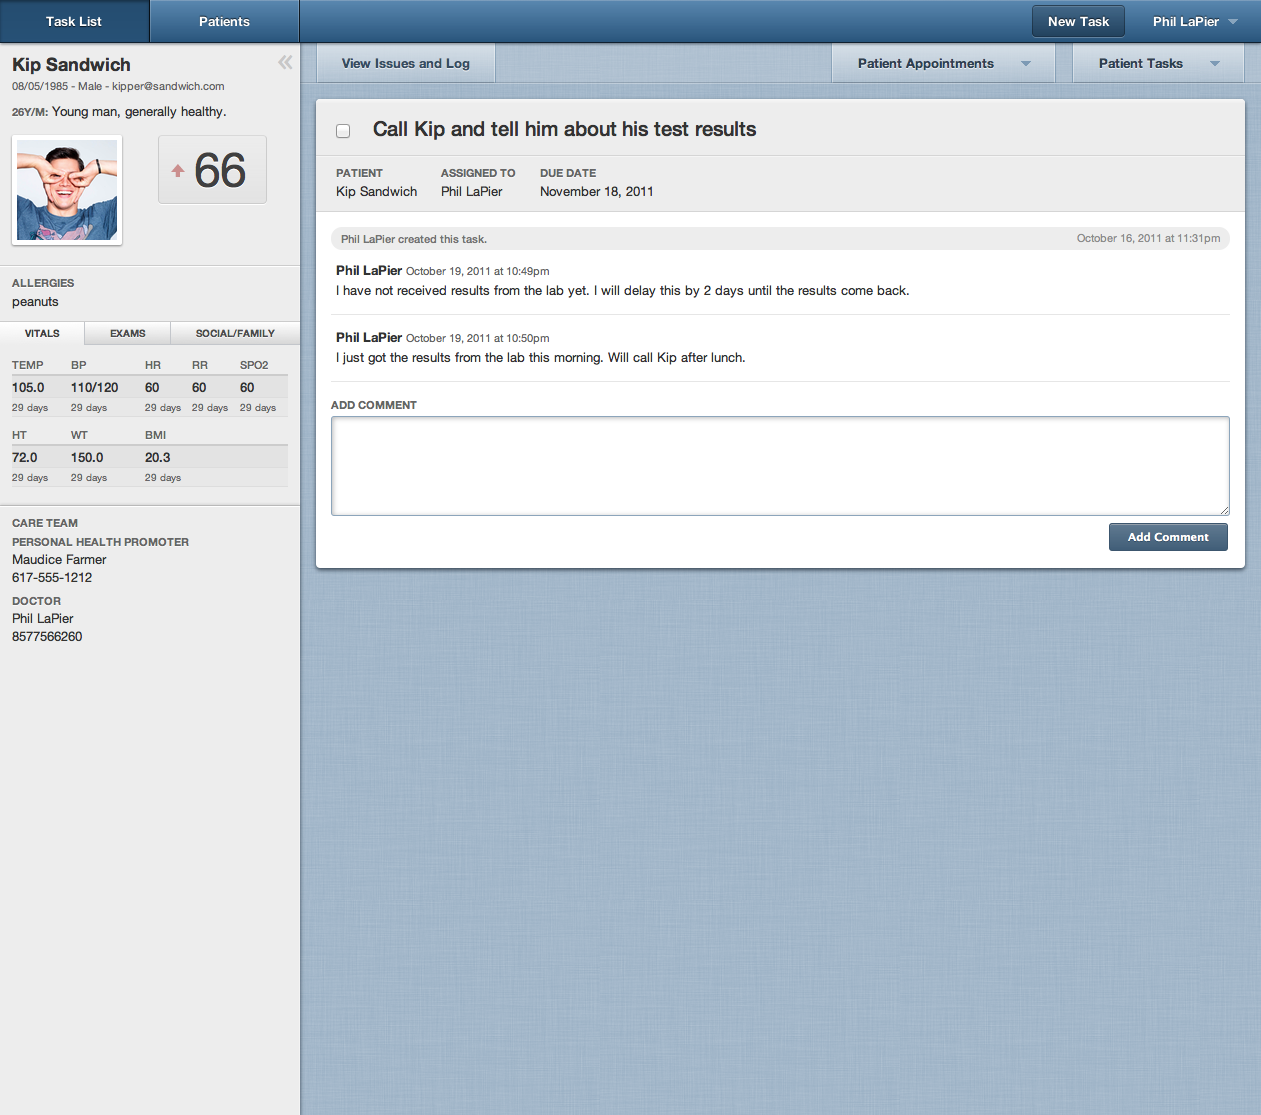 Task List
Patients
New Task
Phil LaPier
Kip Sandwich
08/05/1985 - Male - kipper@sandwich.com
26Y/M: Young man, generally healthy.
66
ALLERGIES
peanuts
VITALS EXAMS SOCIAL/FAMILY
TEMP BP HR RR SPO2
105.0 110/120 60 60 60
29 days 29 days 29 days 29 days 29 days
HT WT BMI
72.0 150.0 20.3
29 days 29 days 29 days
CARE TEAM
PERSONAL HEALTH PROMOTER
Maudice Farmer
617-555-1212
DOCTOR
Phil LaPier
8577566260
View Issues and Log
Patient Appointments
Patient Tasks
Call Kip and tell him about his test results
PATIENT ASSIGNED TO DUE DATE
Kip Sandwich Phil LaPier November 18, 2011
Phil LaPier created this task. October 16, 2011 at 11:31pm
Phil LaPier October 19, 2011 at 10:49pm
I have not received results from the lab yet. I will delay this by 2 days until the results come back.
Phil LaPier October 19, 2011 at 10:50pm
I just got the results from the lab this morning. Will call Kip after lunch.
ADD COMMENT
Add Comment